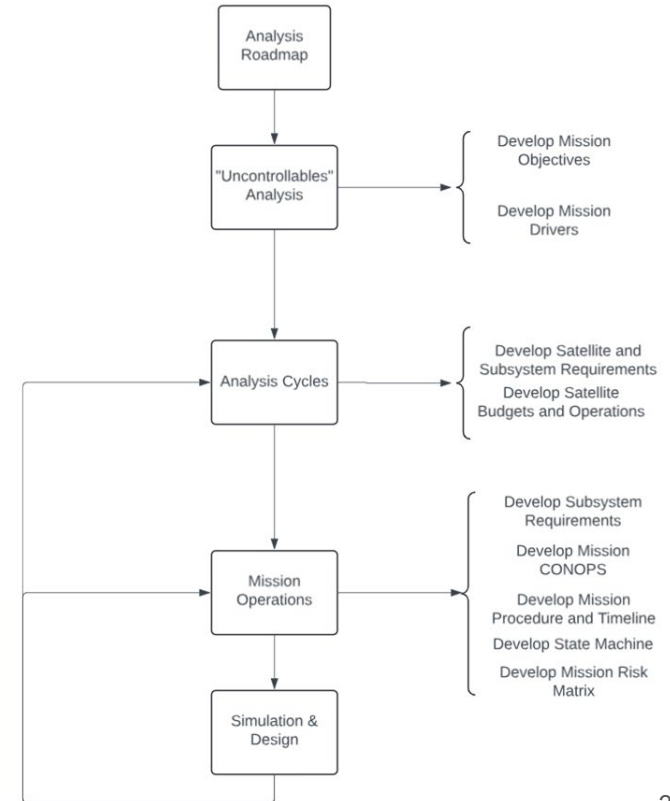 Analysis
Roadmap
"Uncontrollables"
Analysis
Develop Mission
Objectives
Develop Mission
Drivers
Analysis Cycles
Develop Satellite and
Subsystem Requirements
Develop Satellite
Budgets and Operations
Mission
Operations
Develop Subsystem
Requirements
Develop Mission
CONOPS
Develop Mission
Procedure and Timeline
Develop State Machine
Develop Mission Risk
Matrix
Simulation &
Design